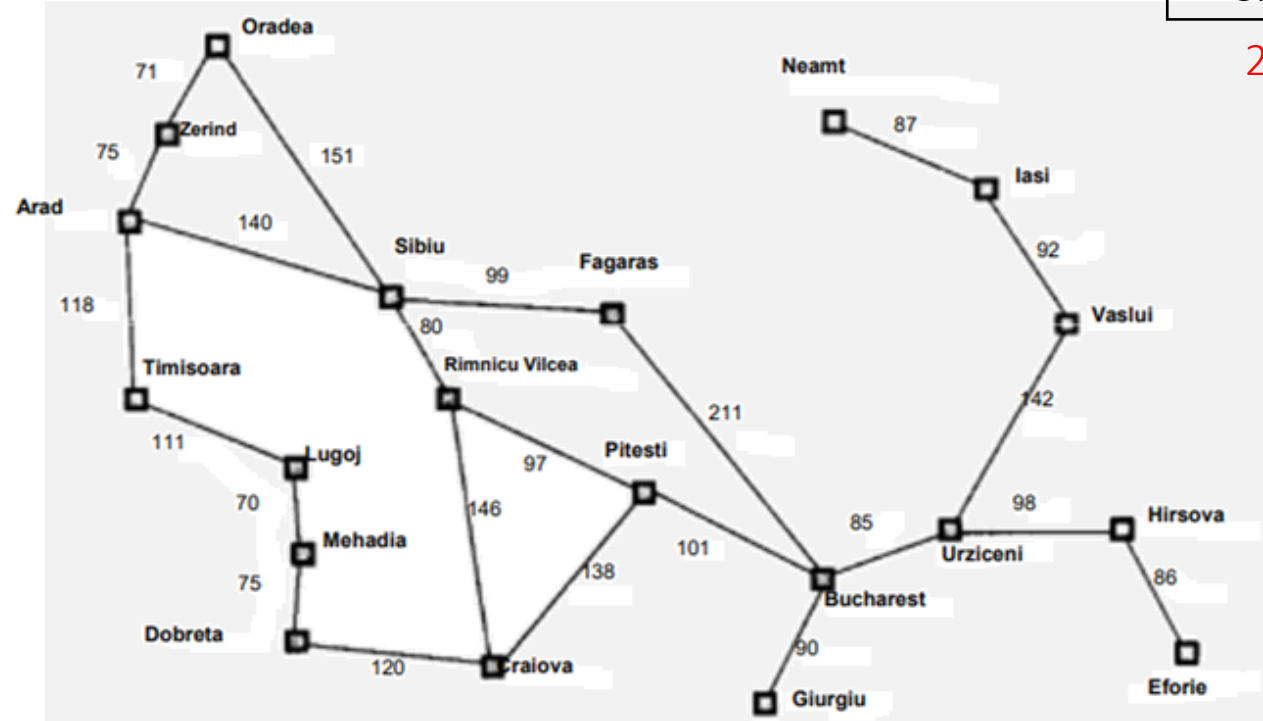 Oradea
2
71
Neamt
87
Zerind
75
151
Iasi
Arad
140
Sibiu
92
Fagaras
99
118
80
Vaslui
Timisoara
Rimnicu Vilcea
142
211
111
Lugoj
Pitesti
97
70
146
85
98
Hirsova
Mehadia
101
Urziceni
75
138
86
Bucharest
Dobreta
90
120
Craiova
Giurgiu
Eforie